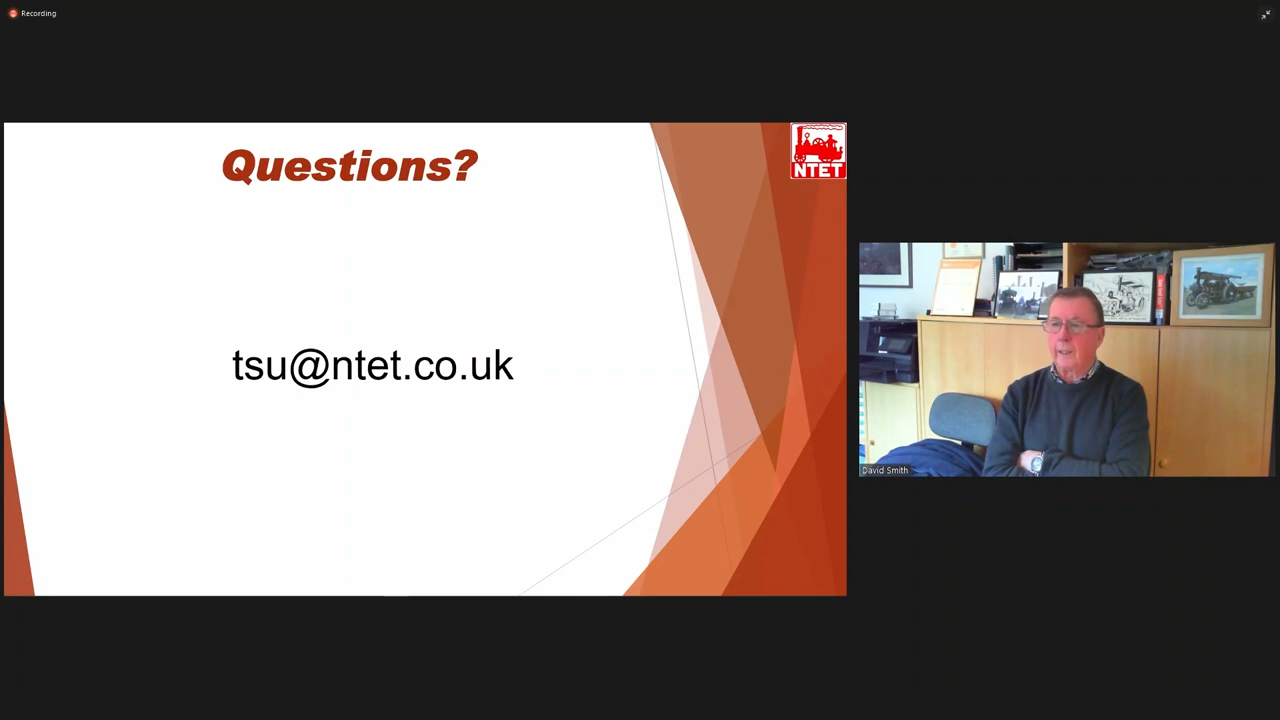 Recording
Questions?
NTET
tsu@ntet.co.uk
David Smith